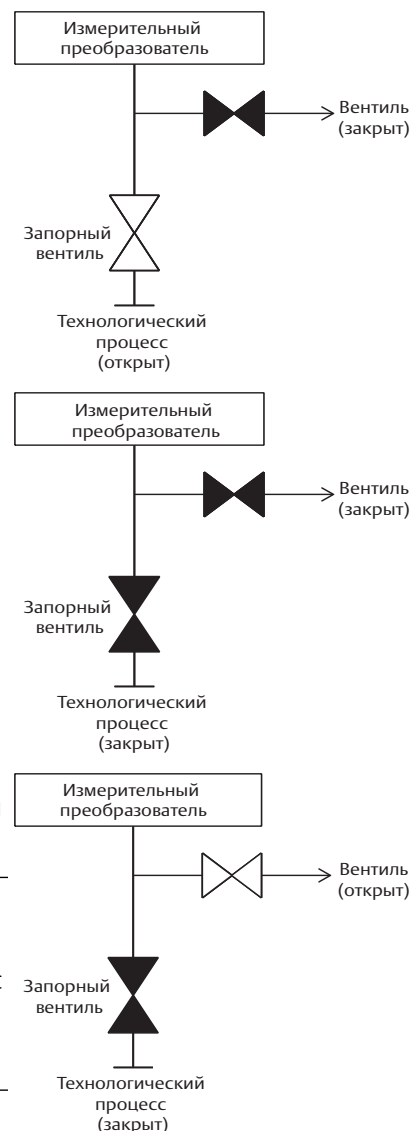 Измерительный
преобразователь
Вентиль
(закрыт)
Запорный
вентиль
Технологический
процесс
(открыт)
Измерительный
преобразователь
Вентиль
(закрыт)
Запорный
вентиль
Технологический
процесс
(закрыт)
Измерительный
преобразователь
Вентиль
(открыт)
Запорный
вентиль
Технологический
процесс
(закрыт)